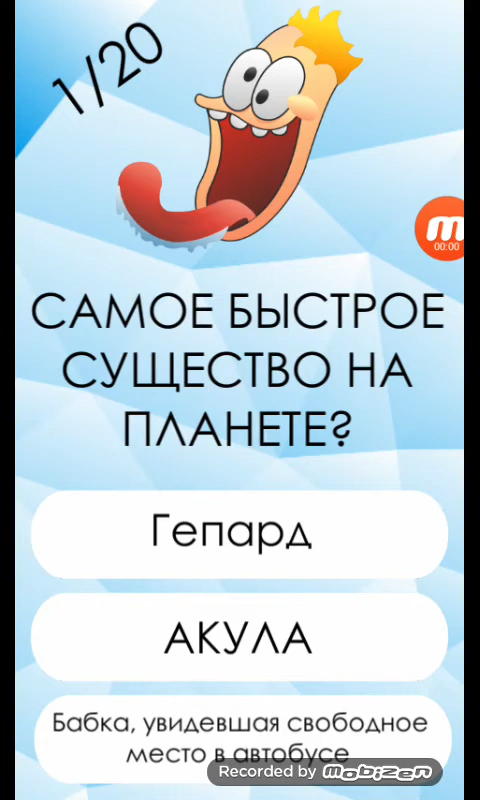 1/20
m
00:00
САМОЕ БЫСТРОЕ
СУЩЕСТВО НА
ПЛАНЕТЕ?
Гепард
АКУЛА
Бабка, увидевшая свободное
место в автобусе
Recorded by mobizen